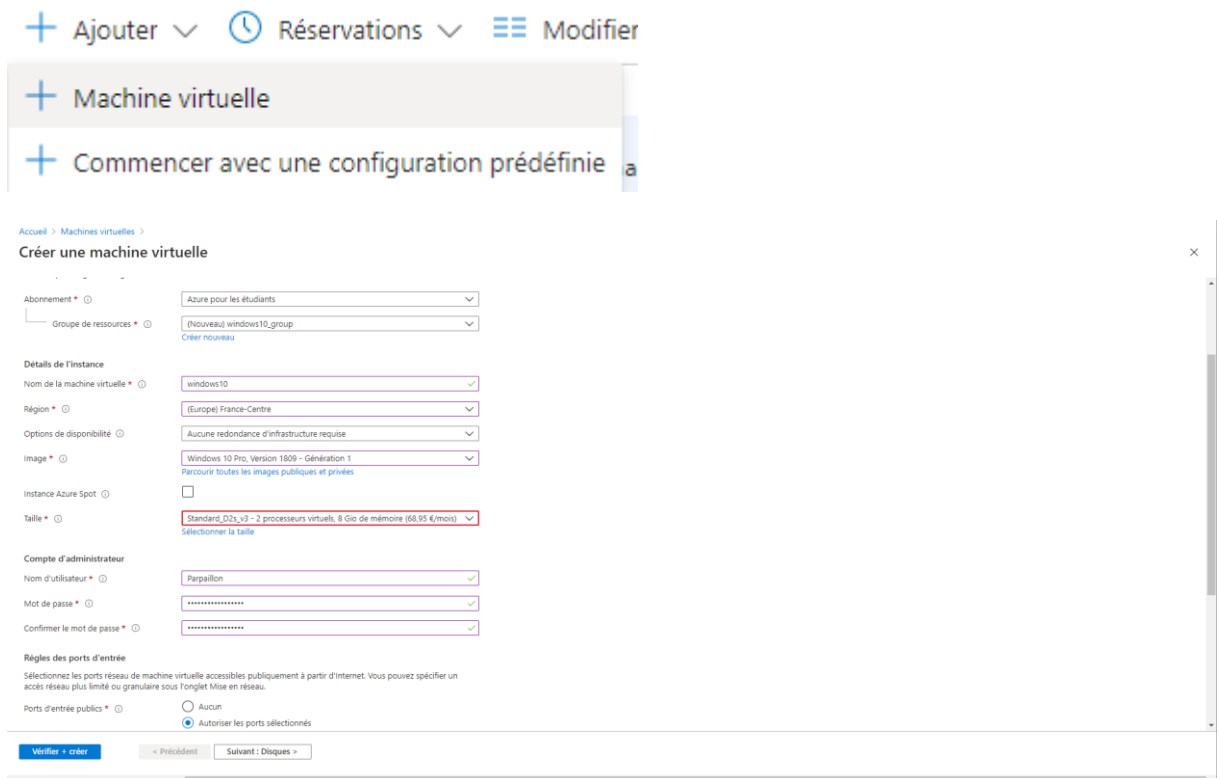 Ajouter Réservations Modifier
Machine virtuelle
Commencer avec une configuration prédéfinie
Accueil > Machines virtuelles >
Créer une machine virtuelle
Abonnement * Azure pour les étudiants
Groupe de ressources * (Nouveau) windows10_group
Créer nouveau
Détails de l'instance
Nom de la machine virtuelle * windows10
Région * (Europe) France-Centre
Options de disponibilité Aucune redondance d'infrastructure requise
Image * Windows 10 Pro, Version 1809 - Génération 1
Parcourir toutes les images publiques et privées
Instance Azure Spot
Taille * Standard_D2s_v3 - 2 processeurs virtuels, 8 Gio de mémoire (68,95 €/mois)
Sélectionner la taille
Compte d'administrateur
Nom d'utilisateur * Parpaillon
Mot de passe * ••••••••••••••••
Confirmer le mot de passe * ••••••••••••••••
Règles des ports d'entrée
Sélectionnez les ports réseau de machine virtuelle accessibles publiquement à partir d'Internet. Vous pouvez spécifier un
accès réseau plus limité ou granulaire sous l'onglet Mise en réseau.
Ports d'entrée publics * Aucun
Autoriser les ports sélectionnés
Vérifier + créer < Précédent Suivant : Disques >